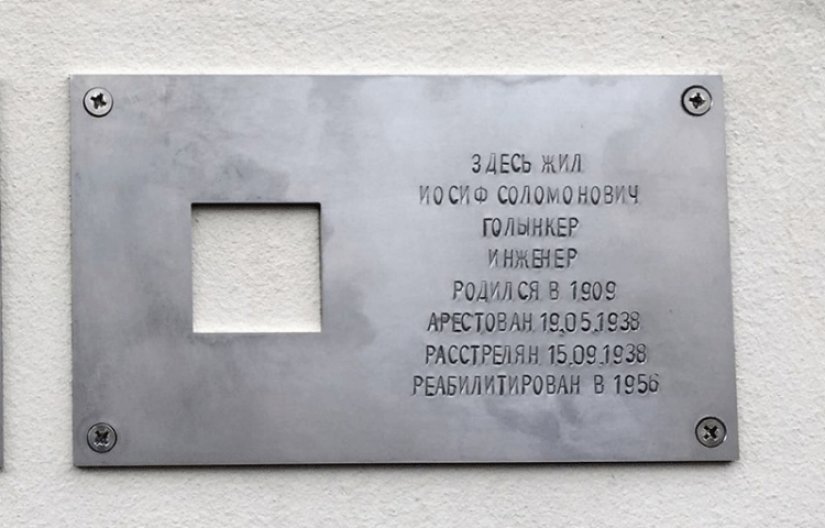 ЗДЕСЬ ЖИЛ
ИОСИФ СОЛОМОНОВИЧ
ГОЛЫНКЕР
ИНЖЕНЕР
РОДИЛСЯ В 1909
АРЕСТОВАН 19.05.1938
РАССТРЕЛЯН 15.09.1938
РЕАБИЛИТИРОВАН В 1956